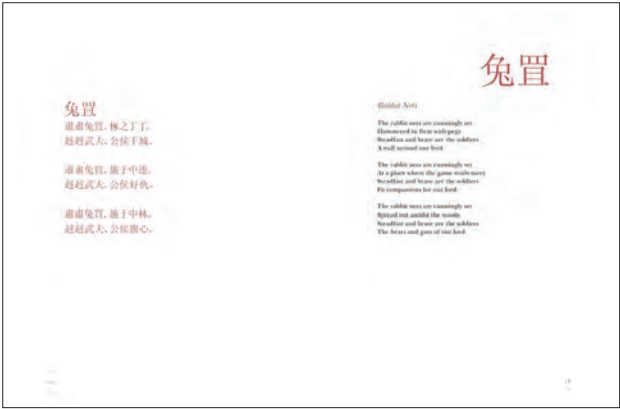 兔罝
肅肅兔罝，椓之丁丁。
赳赳武夫，公侯干城。
肅肅兔罝，施于中逵。
赳赳武夫，公侯好仇。
肅肅兔罝，施于中林。
赳赳武夫，公侯腹心。
兔罝
Rabbit Nets
The rabbit nets are cunningly set
Hammered in firm with pegs
Steadfast and brave are the soldiers
A wall around our lord
The rabbit nets are cunningly set
At a place where the game trails meet
Steadfast and brave are the soldiers
Fit companions for our lord
The rabbit nets are cunningly set
Spread out amidst the woods
Steadfast and brave are the soldiers
The heart and guts of our lord